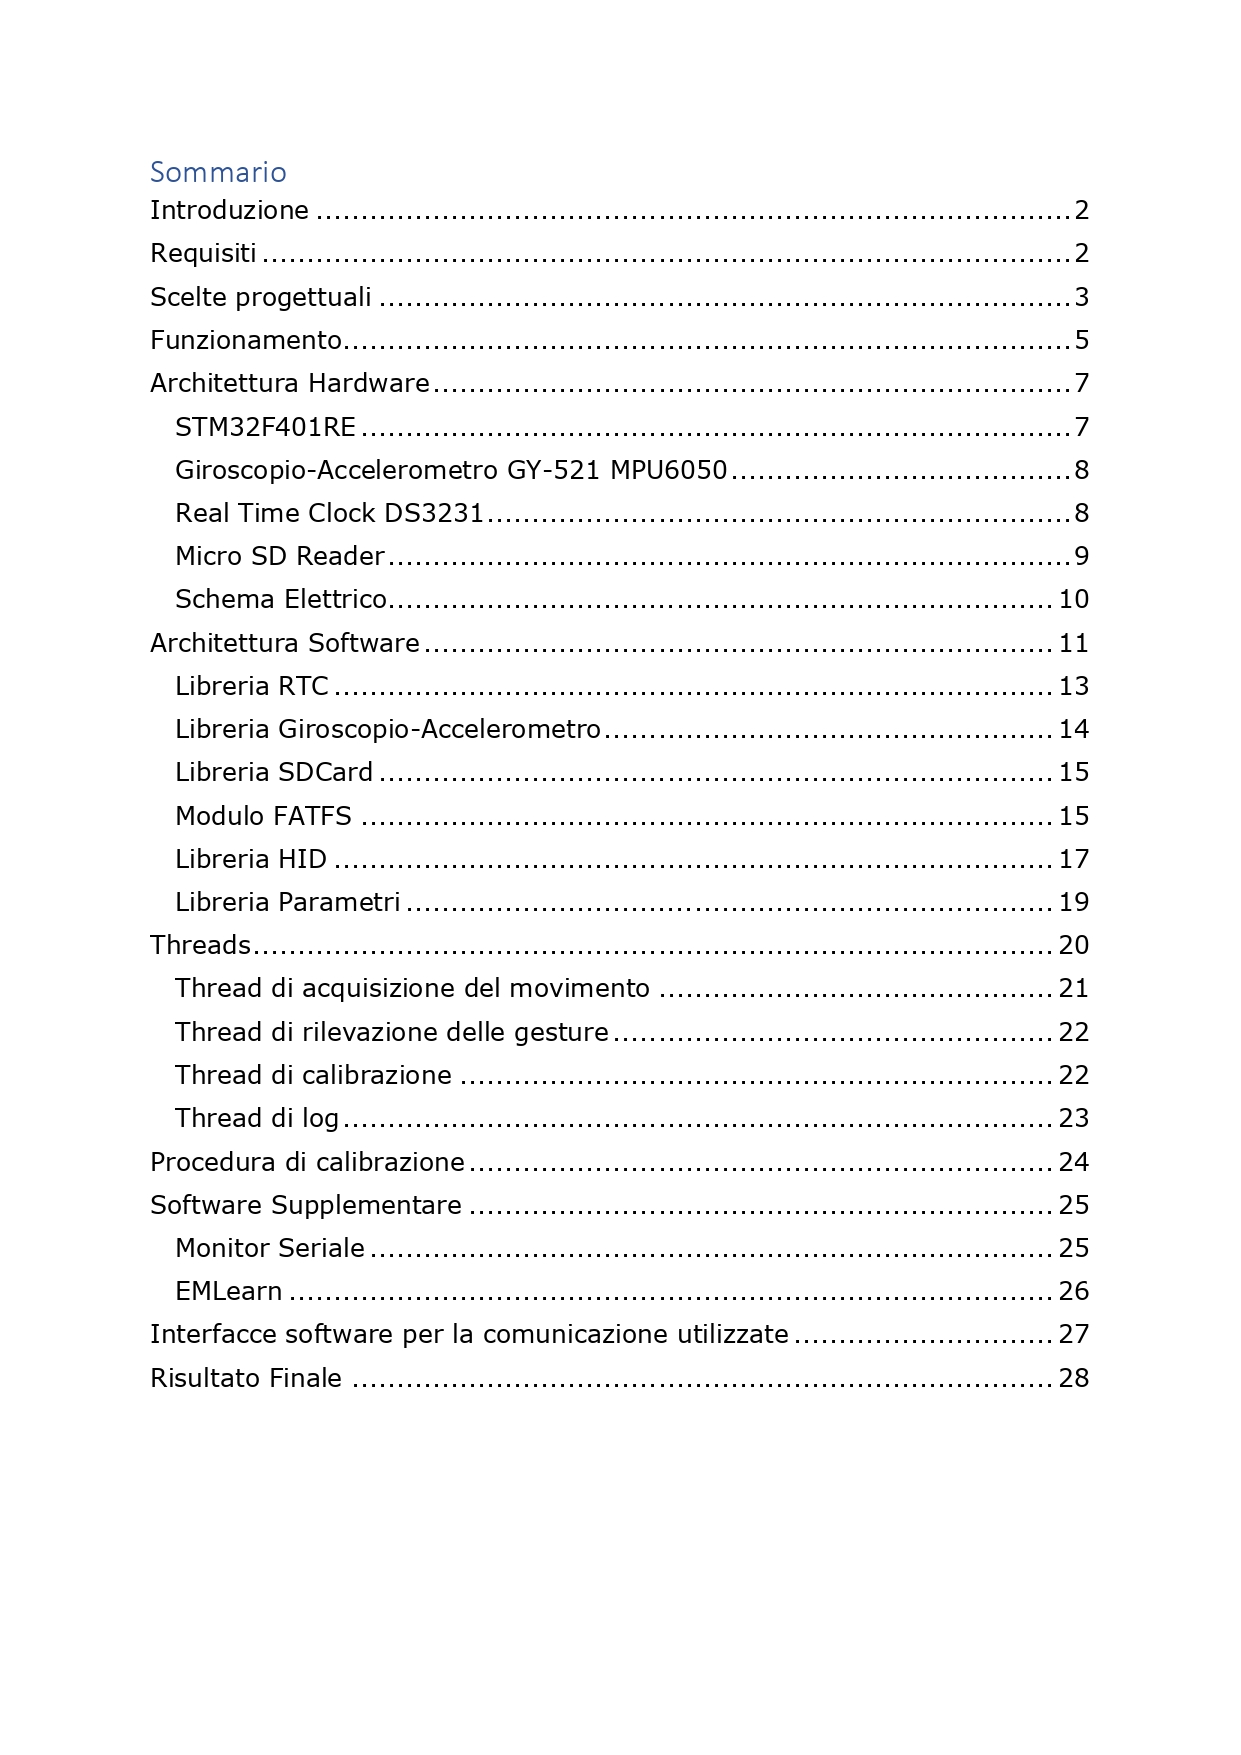 Sommario
Introduzione ........................................ 2
Requisiti ........................................ 2
Scelte progettuali ........................................ 3
Funzionamento ........................................ 5
Architettura Hardware ........................................ 7
STM32F401RE ........................................ 7
Giroscopio-Accelerometro GY-521 MPU6050 ........................................ 8
Real Time Clock DS3231 ........................................ 8
Micro SD Reader ........................................ 9
Schema Elettrico ........................................ 10
Architettura Software ........................................ 11
Libreria RTC ........................................ 13
Libreria Giroscopio-Accelerometro ........................................ 14
Libreria SDCard ........................................ 15
Modulo FATFS ........................................ 15
Libreria HID ........................................ 17
Libreria Parametri ........................................ 19
Threads ........................................ 20
Thread di acquisizione del movimento ........................................ 21
Thread di rilevazione delle gesture ........................................ 22
Thread di calibrazione ........................................ 22
Thread di log ........................................ 23
Procedura di calibrazione ........................................ 24
Software Supplementare ........................................ 25
Monitor Seriale ........................................ 25
EMLearn ........................................ 26
Interfacce software per la comunicazione utilizzate ........................................ 27
Risultato Finale ........................................ 28